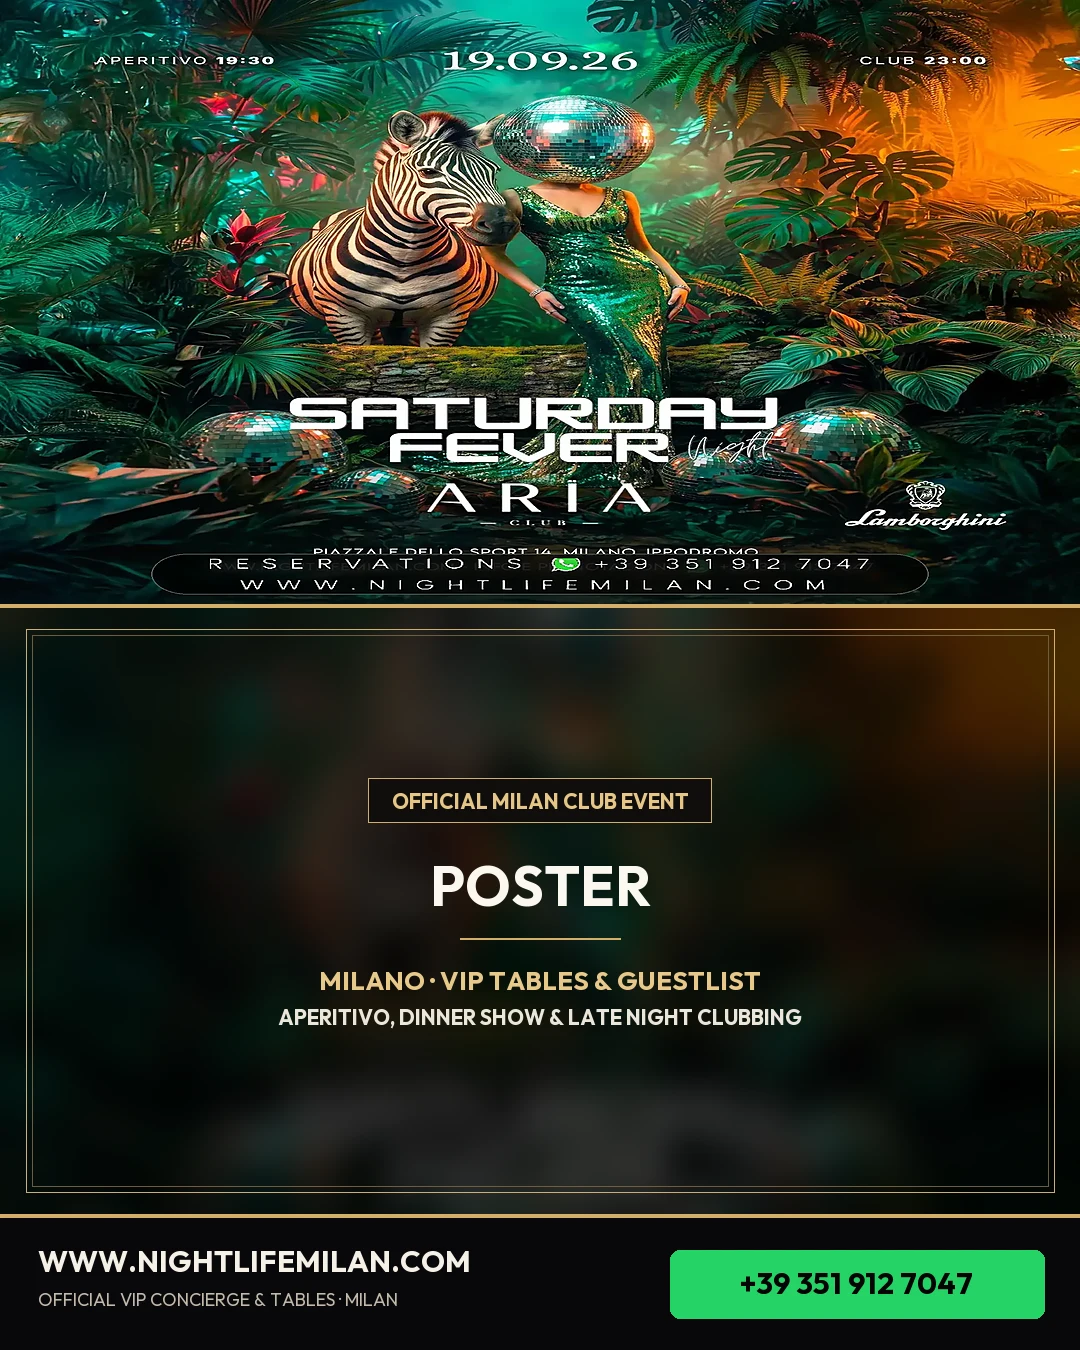 APERITIVO 19:30
19.09.26
CLUB 23:00
SATURDAY
FEVER Night
ARIA
CLUB
Lamborghini
PIAZZALE DELLO SPORT 14, MILANO IPPODROMO
RESERVATIONS +39 351 912 7047
WWW.NIGHTLIFEMILAN.COM
OFFICIAL MILAN CLUB EVENT
POSTER
MILANO · VIP TABLES & GUESTLIST
APERITIVO, DINNER SHOW & LATE NIGHT CLUBBING
WWW.NIGHTLIFEMILAN.COM
+39 351 912 7047
OFFICIAL VIP CONCIERGE & TABLES · MILAN